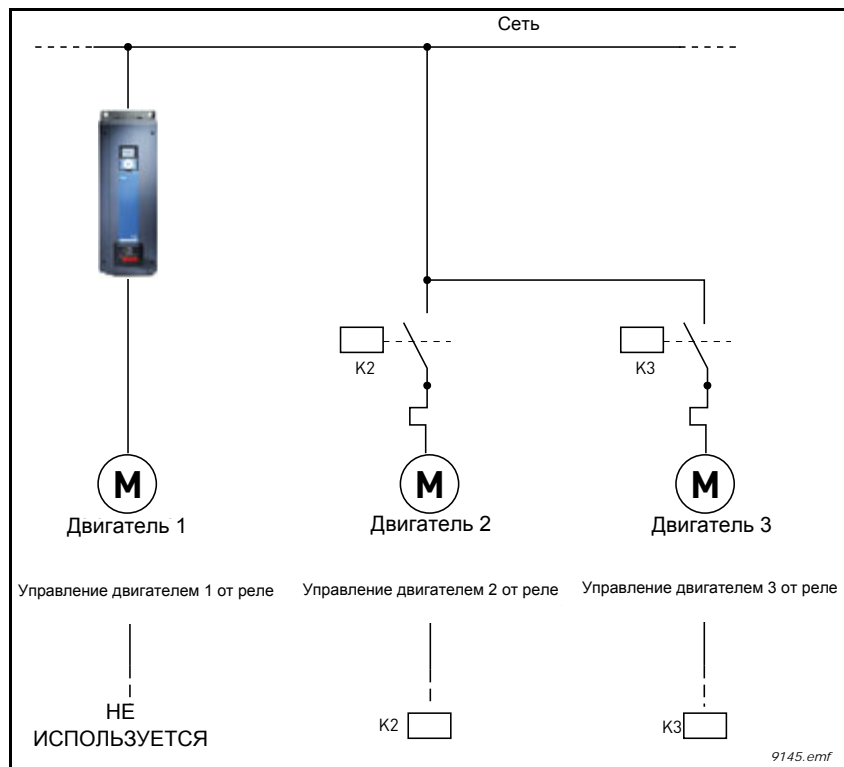 Сеть
K2
K3
M
M
M
Двигатель 1
Двигатель 2
Двигатель 3
Управление двигателем 1 от реле
Управление двигателем 2 от реле
Управление двигателем 3 от реле
НЕ
ИСПОЛЬЗУЕТСЯ
K2
K3
9145.emf